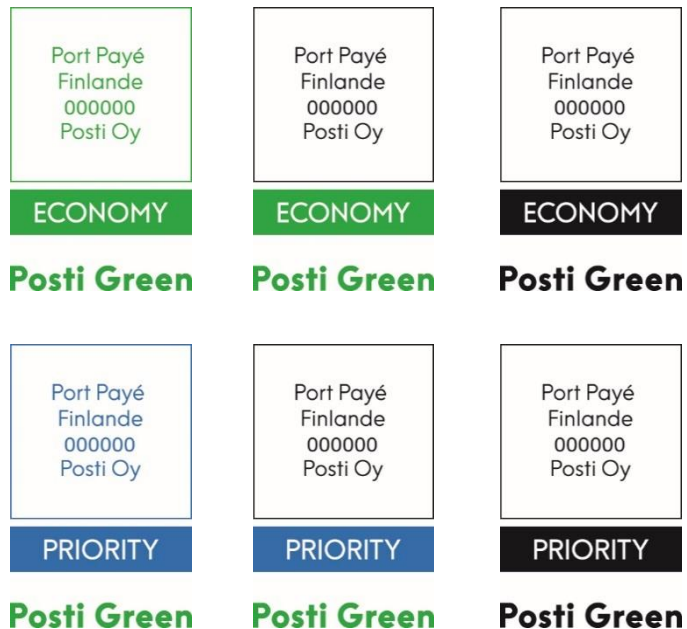 Port Payé
Finlande
000000
Posti Oy
ECONOMY
Posti Green
Port Payé
Finlande
000000
Posti Oy
ECONOMY
Posti Green
Port Payé
Finlande
000000
Posti Oy
ECONOMY
Posti Green
Port Payé
Finlande
000000
Posti Oy
PRIORITY
Posti Green
Port Payé
Finlande
000000
Posti Oy
PRIORITY
Posti Green
Port Payé
Finlande
000000
Posti Oy
PRIORITY
Posti Green